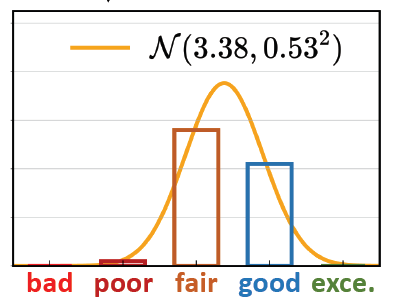 𝒩(3.38, 0.53²)
bad poor fair good exce.